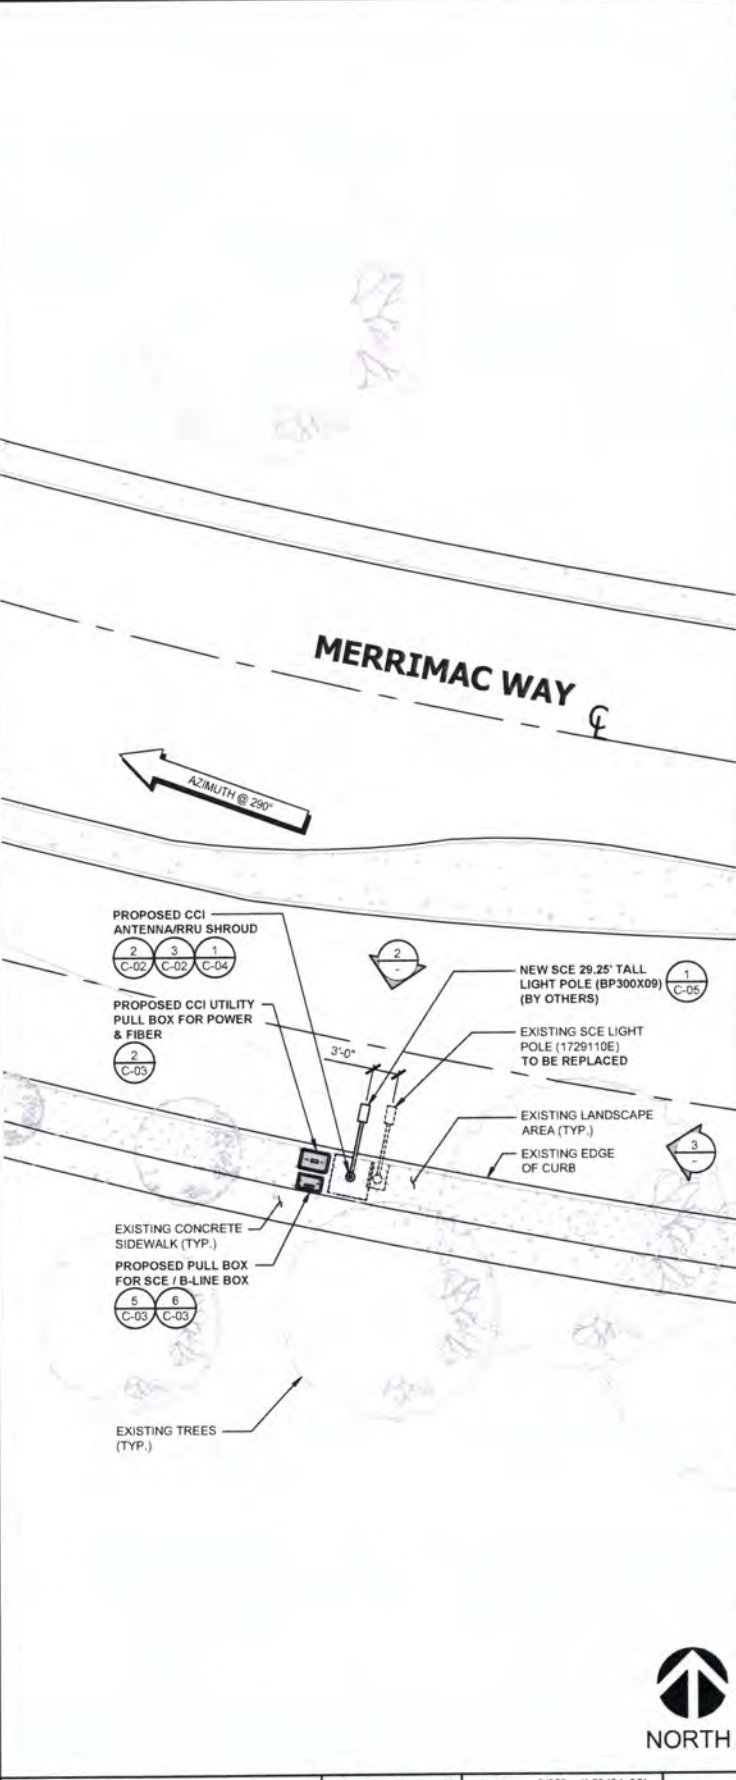 MERRIMAC WAY
AZIMUTH @ 290°
PROPOSED CCI
ANTENNA/RRU SHROUD
2
C-02
3
C-02
1
C-04
PROPOSED CCI UTILITY
PULL BOX FOR POWER
& FIBER
2
C-03
2
-
NEW SCE 29.25' TALL
LIGHT POLE (BP300X09)
(BY OTHERS)
1
C-05
EXISTING SCE LIGHT
POLE (1729110E)
TO BE REPLACED
3'-0"
EXISTING LANDSCAPE
AREA (TYP.)
EXISTING EDGE
OF CURB
3
-
EXISTING CONCRETE
SIDEWALK (TYP.)
PROPOSED PULL BOX
FOR SCE / B-LINE BOX
5
C-03
6
C-03
EXISTING TREES
(TYP.)
NORTH